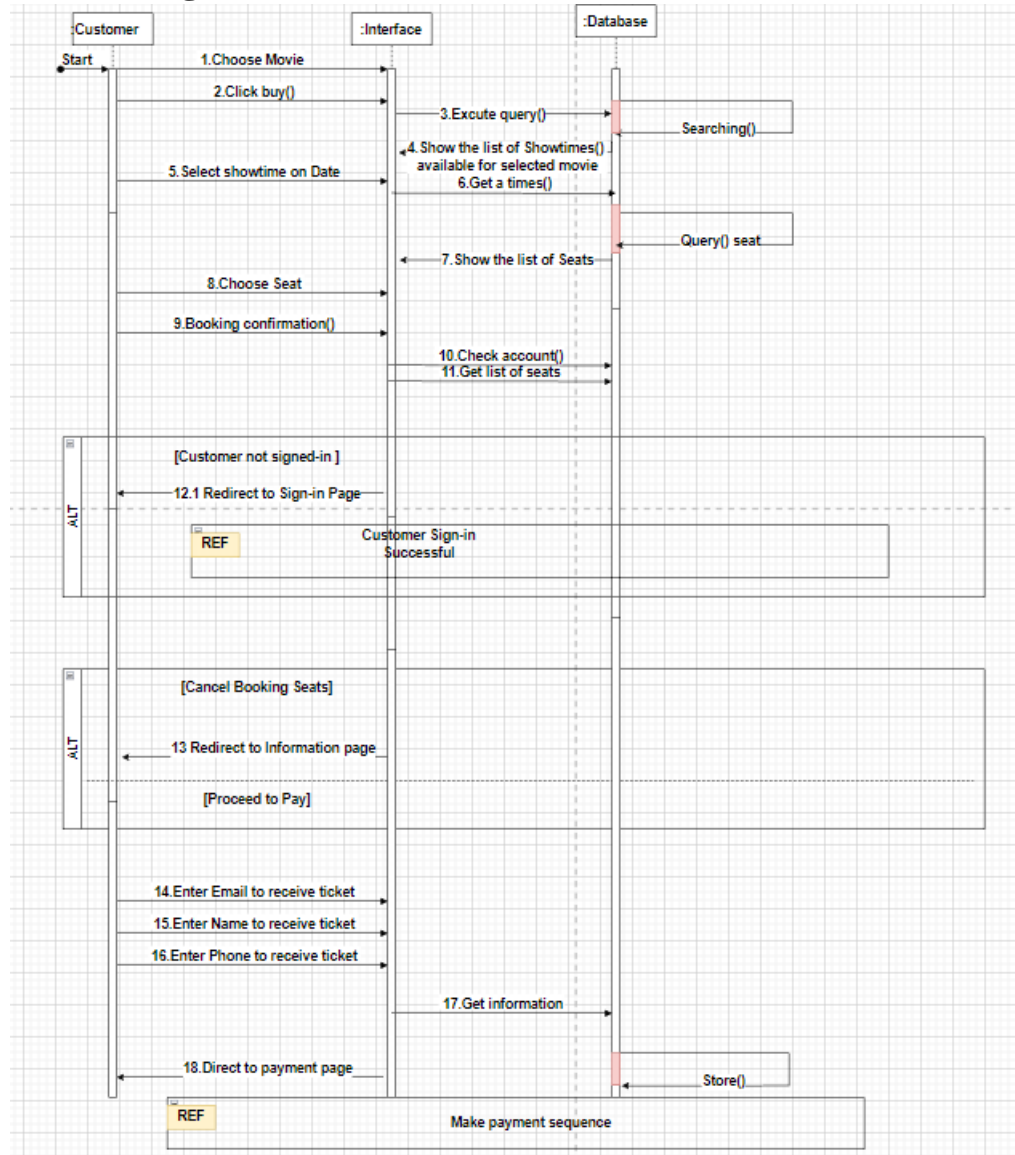 :Customer
:Interface
:Database
Start
1.Choose Movie
2.Click buy()
3.Excute query()
Searching()
4.Show the list of Showtimes()
available for selected movie
5.Select showtime on Date
6.Get a times()
Query() seat
7.Show the list of Seats
8.Choose Seat
9.Booking confirmation()
10.Check account()
11.Get list of seats
ALT
[Customer not signed-in ]
12.1 Redirect to Sign-in Page
REF
Customer Sign-in
Successful
ALT
[Cancel Booking Seats]
13 Redirect to Information page
[Proceed to Pay]
14.Enter Email to receive ticket
15.Enter Name to receive ticket
16.Enter Phone to receive ticket
17.Get information
18.Direct to payment page
Store()
REF
Make payment sequence